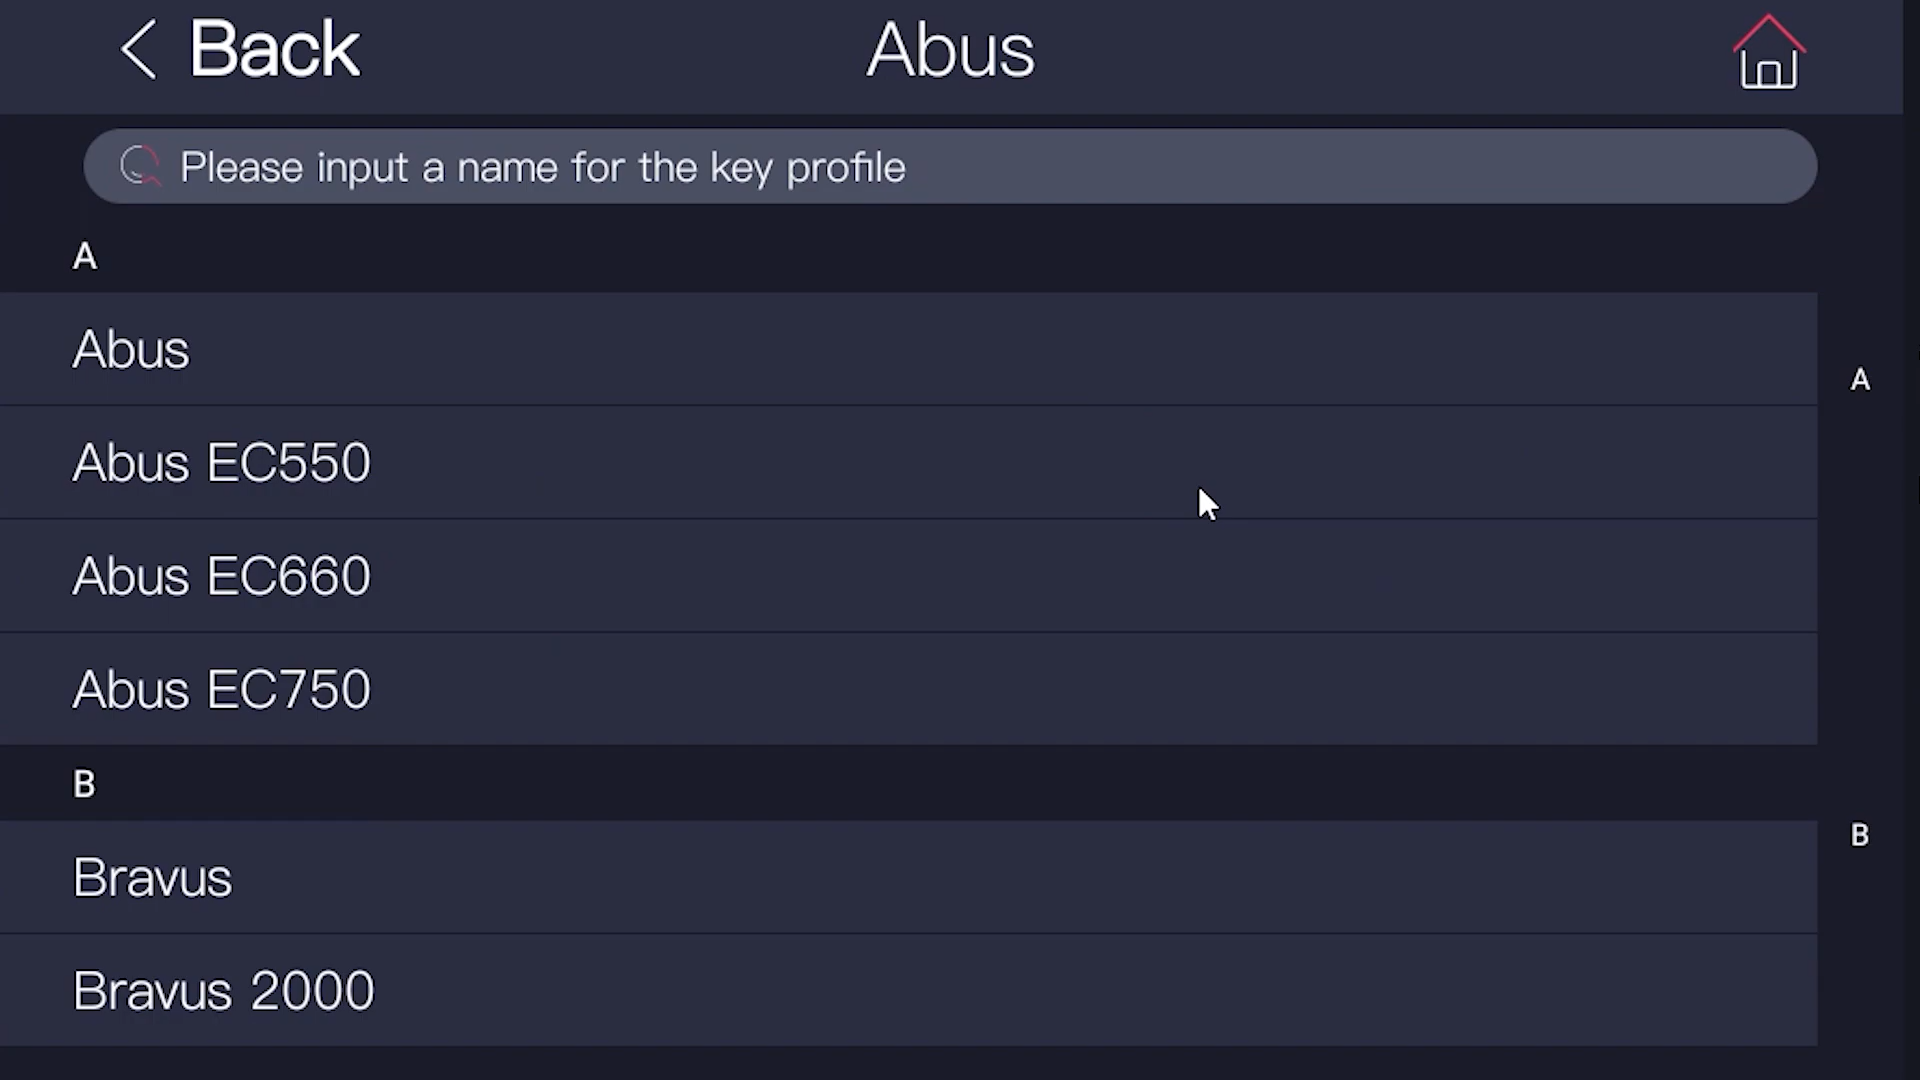 Back
Abus
Please input a name for the key profile
A
Abus
A
Abus EC550
Abus EC660
Abus EC750
B
B
Bravus
Bravus 2000